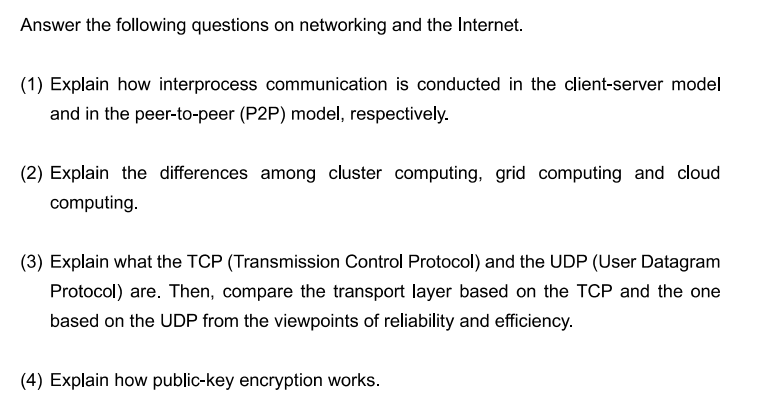 Answer the following questions on networking and the Internet.
(1) Explain how interprocess communication is conducted in the client-server model
and in the peer-to-peer (P2P) model, respectively.
(2) Explain the differences among cluster computing, grid computing and cloud
computing.
(3) Explain what the TCP (Transmission Control Protocol) and the UDP (User Datagram
Protocol) are. Then, compare the transport layer based on the TCP and the one
based on the UDP from the viewpoints of reliability and efficiency.
(4) Explain how public-key encryption works.